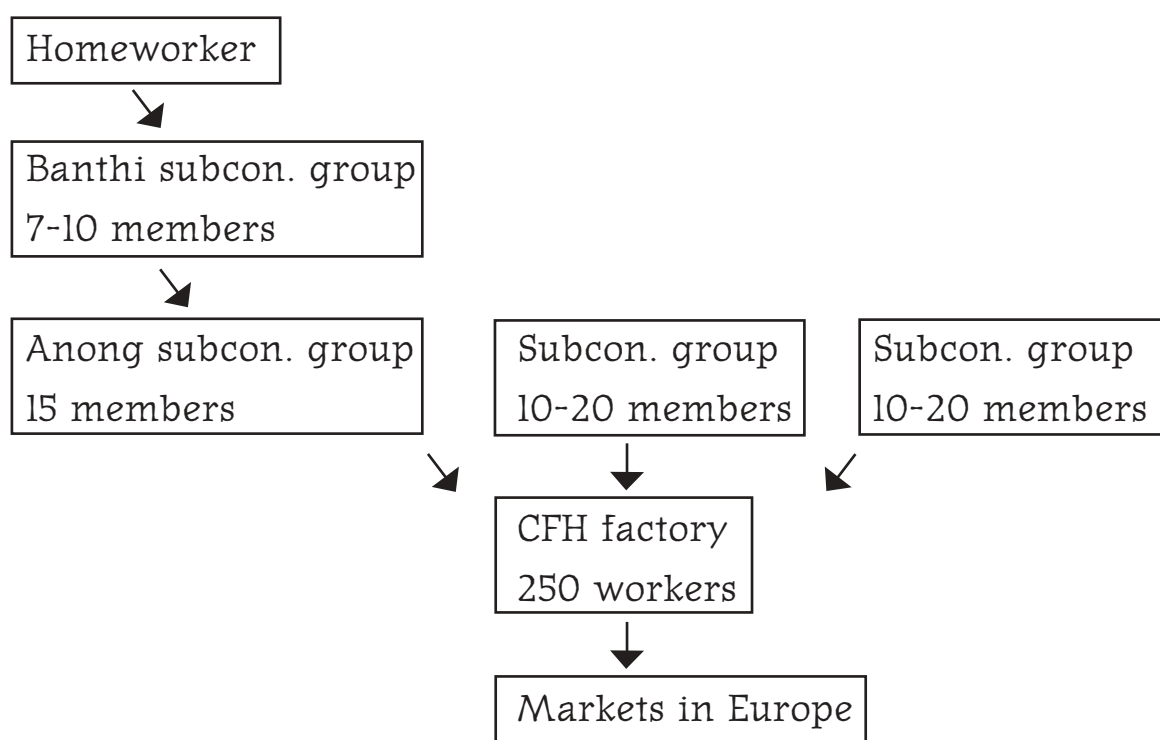 Homeworker
Banthi subcon. group
7-10 members
Anong subcon. group
15 members
Subcon. group
10-20 members
Subcon. group
10-20 members
CFH factory
250 workers
Markets in Europe